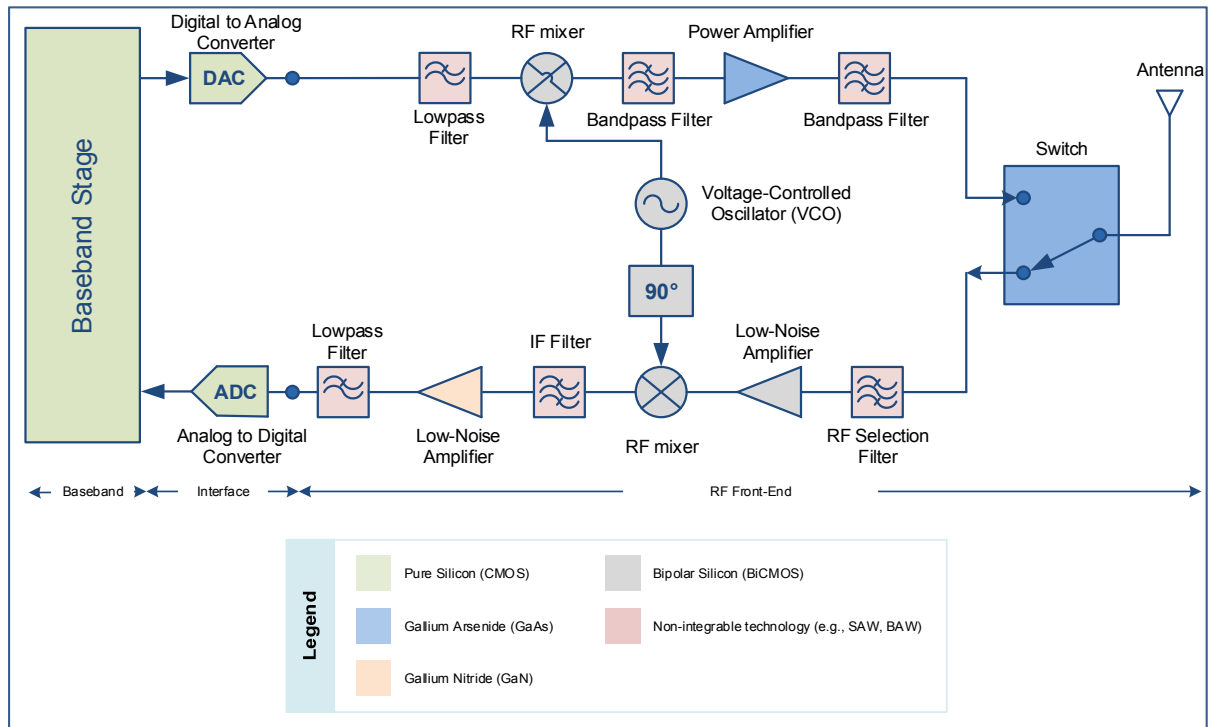 Digital to Analog
Converter
DAC
Lowpass
Filter
RF mixer
Bandpass Filter
Power Amplifier
Bandpass Filter
Antenna
Switch
Baseband Stage
Voltage-Controlled
Oscillator (VCO)
90°
Lowpass
Filter
IF Filter
Low-Noise
Amplifier
ADC
Analog to Digital
Converter
Low-Noise
Amplifier
RF mixer
RF Selection
Filter
Baseband
Interface
RF Front-End
Legend
Pure Silicon (CMOS)
Bipolar Silicon (BiCMOS)
Gallium Arsenide (GaAs)
Non-integrable technology (e.g., SAW, BAW)
Gallium Nitride (GaN)